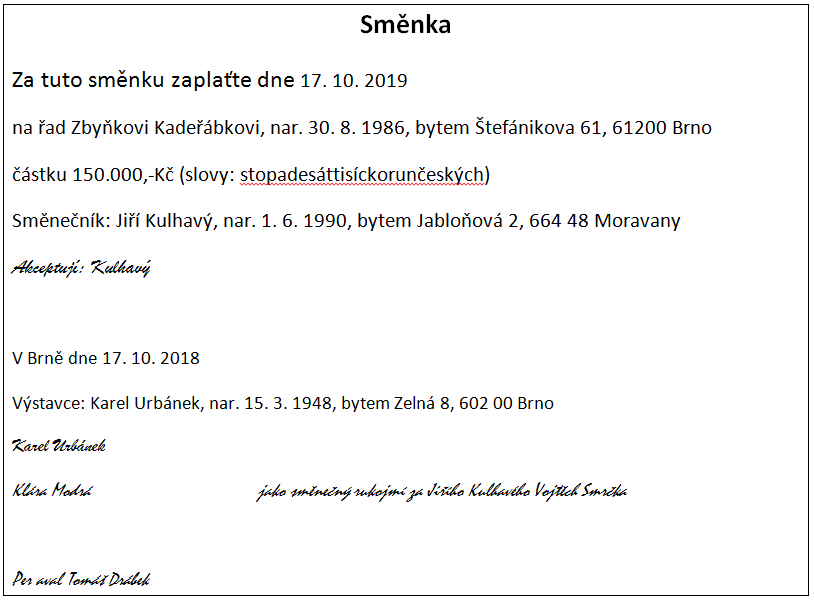 Směnka
Za tuto směnku zaplaťte dne 17. 10. 2019
na řad Zbyňkovi Kadeřábkovi, nar. 30. 8. 1986, bytem Štefánikova 61, 61200 Brno
částku 150.000,-Kč (slovy: stopadesáttisíckorunčeských)
Směnečník: Jiří Kulhavý, nar. 1. 6. 1990, bytem Jabloňová 2, 664 48 Moravany
Akceptuji: Kulhavý
V Brně dne 17. 10. 2018
Výstavce: Karel Urbánek, nar. 15. 3. 1948, bytem Zelná 8, 602 00 Brno
Karel Urbánek
Klára Modrá jako směnečný rukojmí za Jiřího Kulhavého Vojtěch Smrčka
Per aval Tomáš Drábek